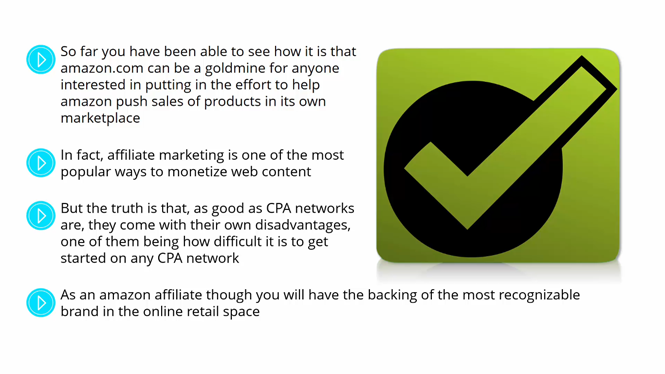 So far you have been able to see how it is that
amazon.com can be a goldmine for anyone
interested in putting in the effort to help
amazon push sales of products in its own
marketplace
In fact, affiliate marketing is one of the most
popular ways to monetize web content
But the truth is that, as good as CPA networks
are, they come with their own disadvantages,
one of them being how difficult it is to get
started on any CPA network
As an amazon affiliate though you will have the backing of the most recognizable
brand in the online retail space